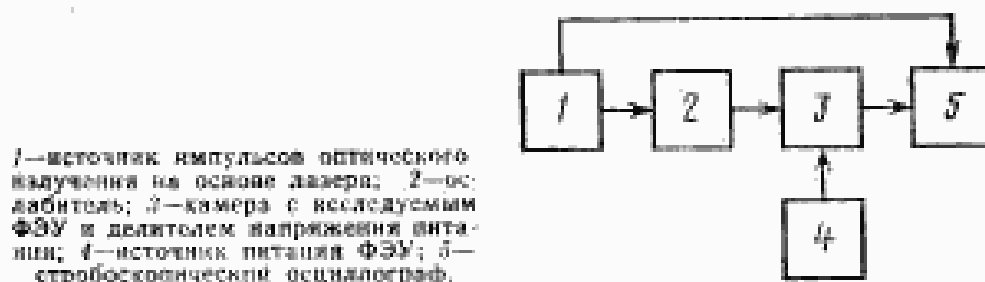 1 2 3 5
1—источник импульсов оптического
излучения на основе лазера; 2—ос-
лабитель; 3—камера с исследуемым
ФЭУ и делителем напряжения пита-
ния; 4—источник питания ФЭУ; 5—
стробоскопический осциллограф.
4